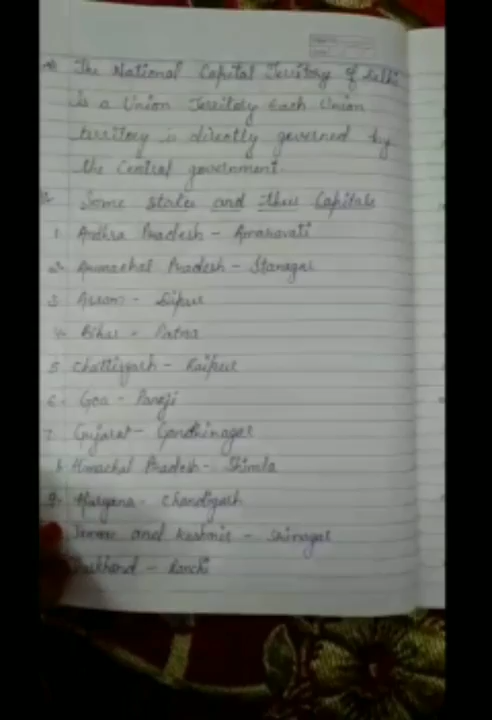 The National Capital Territory of Delhi
is a Union Territory Each Union
territory is directly governed by
the Central government.
Some states and their Capitals
1. Andhra Pradesh - Amaravati
2. Arunachal Pradesh - Itanagar
3. Assam - Dispur
4. Bihar - Patna
5. Chattisgarh - Raipur
6. Goa - Panaji
7. Gujarat - Gandhinagar
8. Himachal Pradesh - Shimla
9. Haryana - Chandigarh
Jammu and Kashmir - Srinagar
Jharkhand - Ranchi